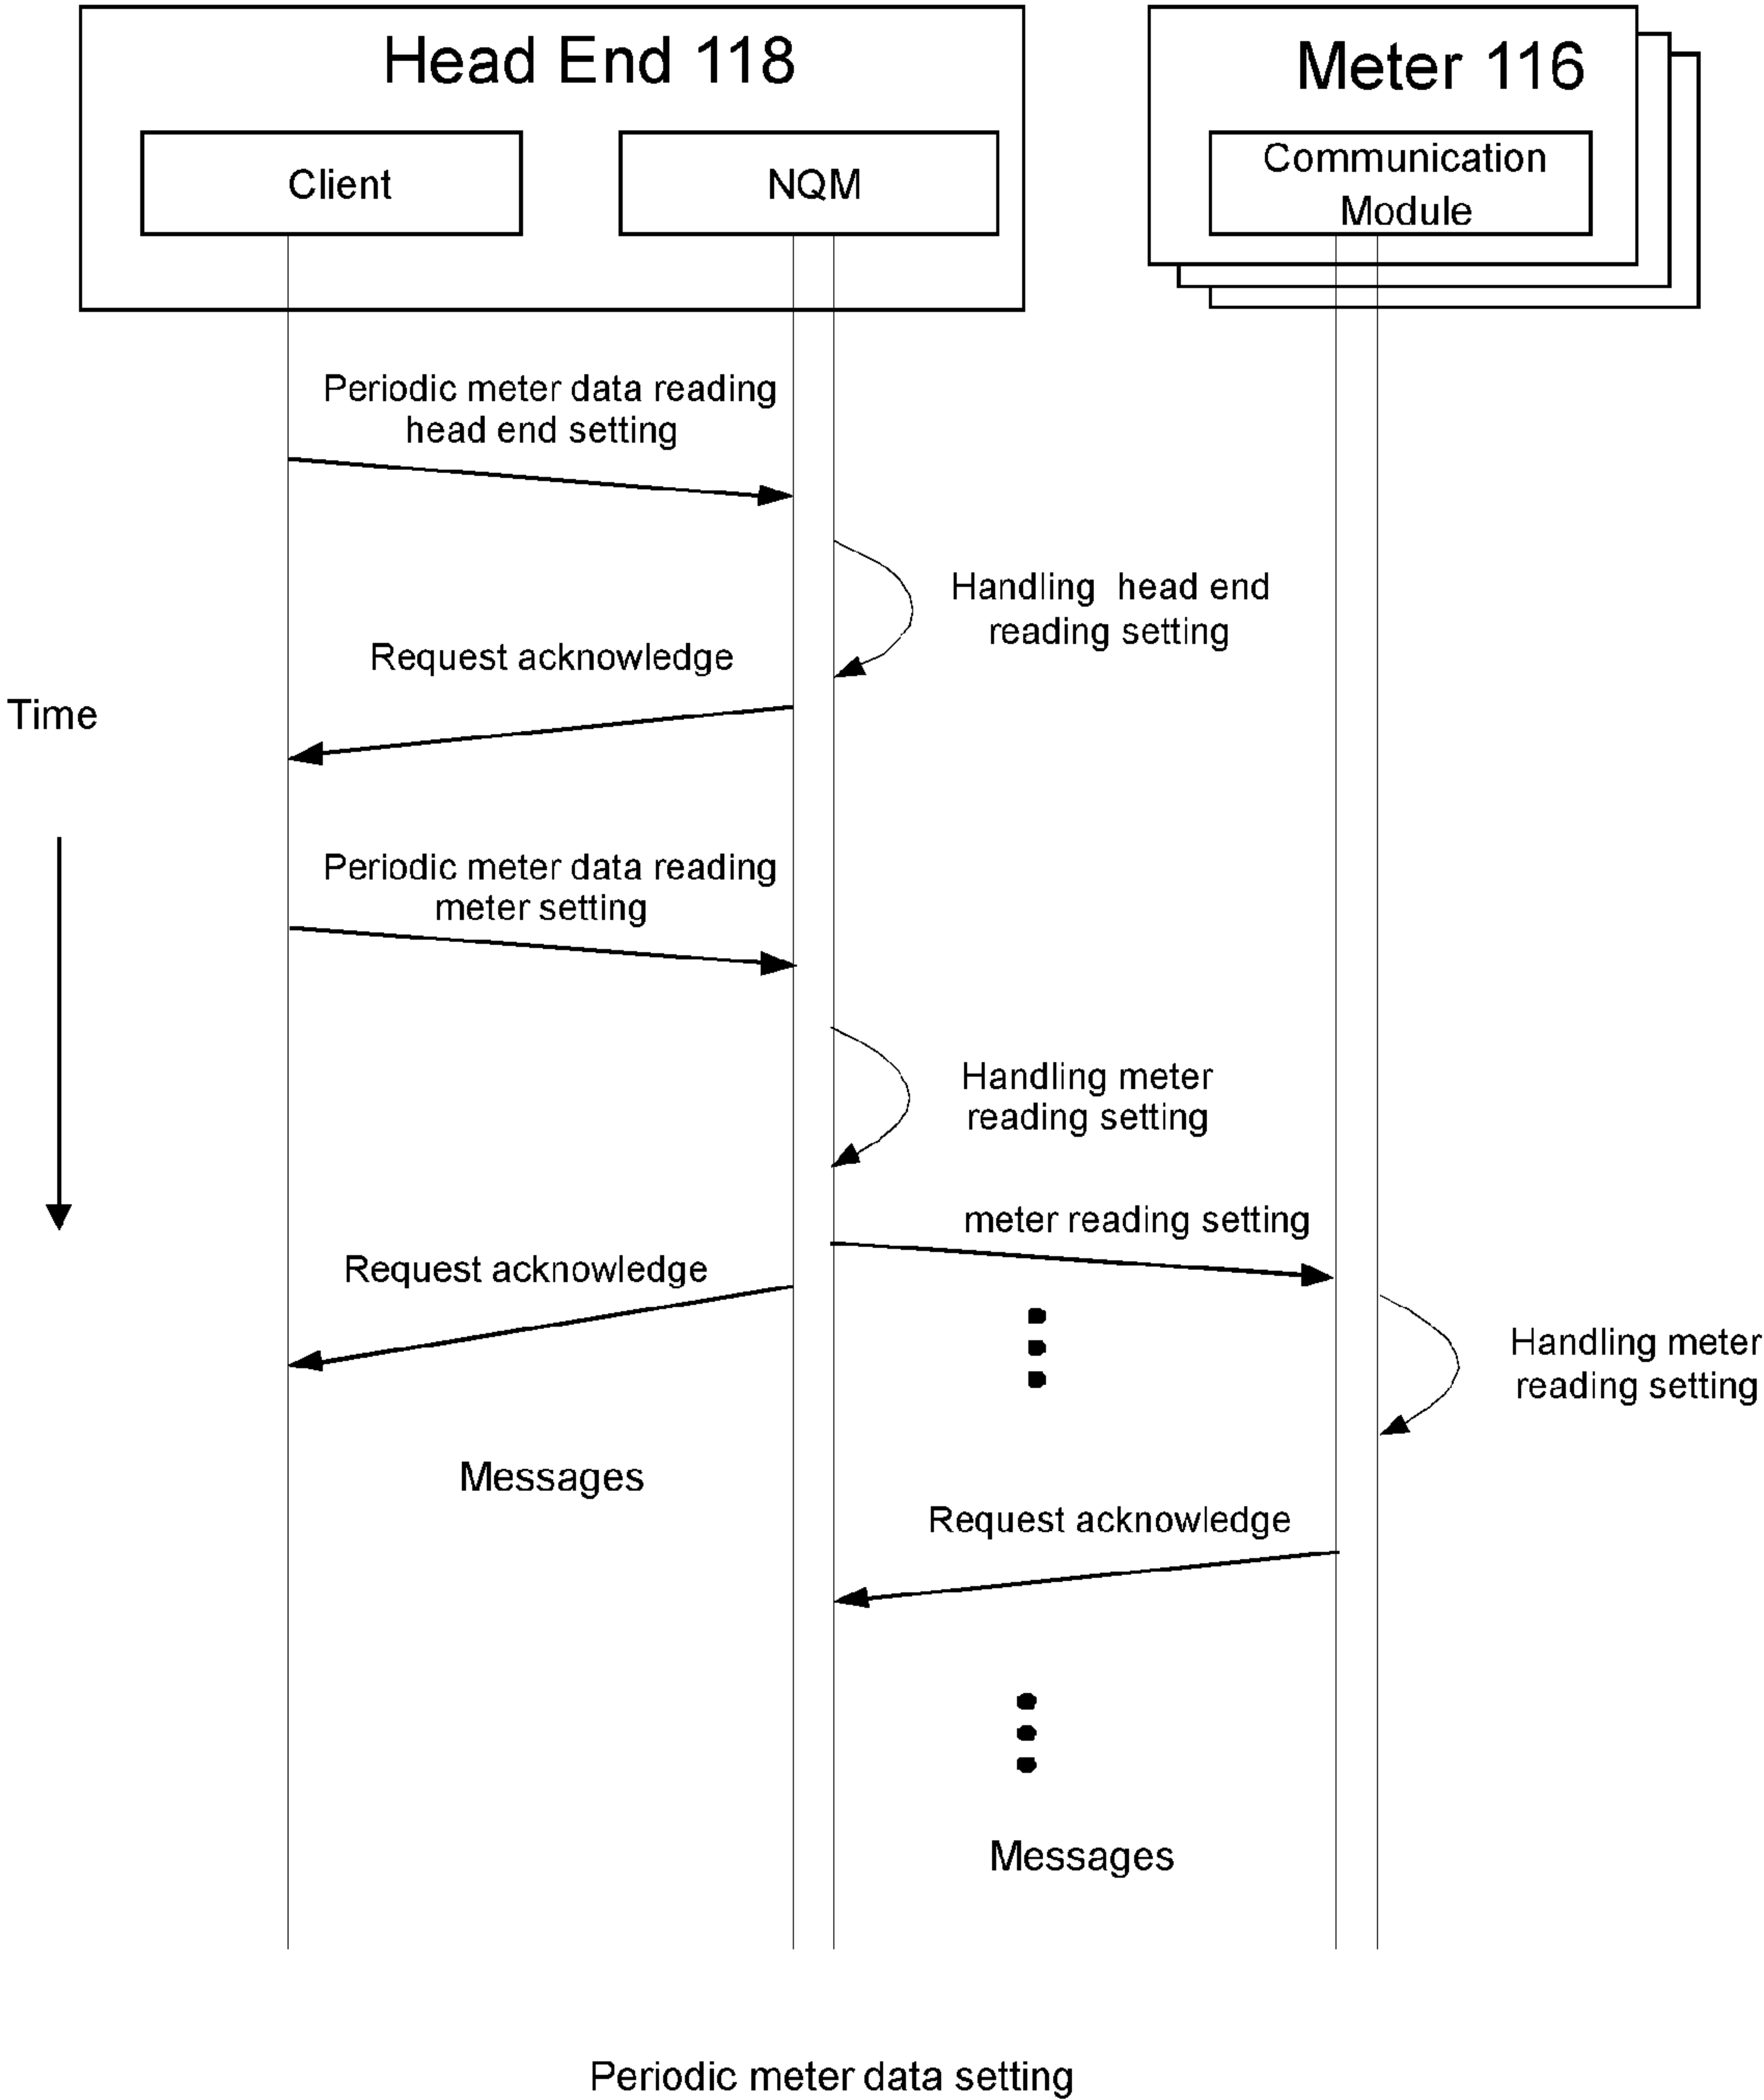 Head End 118
Meter 116
Client
NQM
Communication
Module
Periodic meter data reading
head end setting
Handling head end
reading setting
Request acknowledge
Time
Periodic meter data reading
meter setting
Handling meter
reading setting
meter reading setting
Request acknowledge
Handling meter
reading setting
Messages
Request acknowledge
Messages
Periodic meter data setting